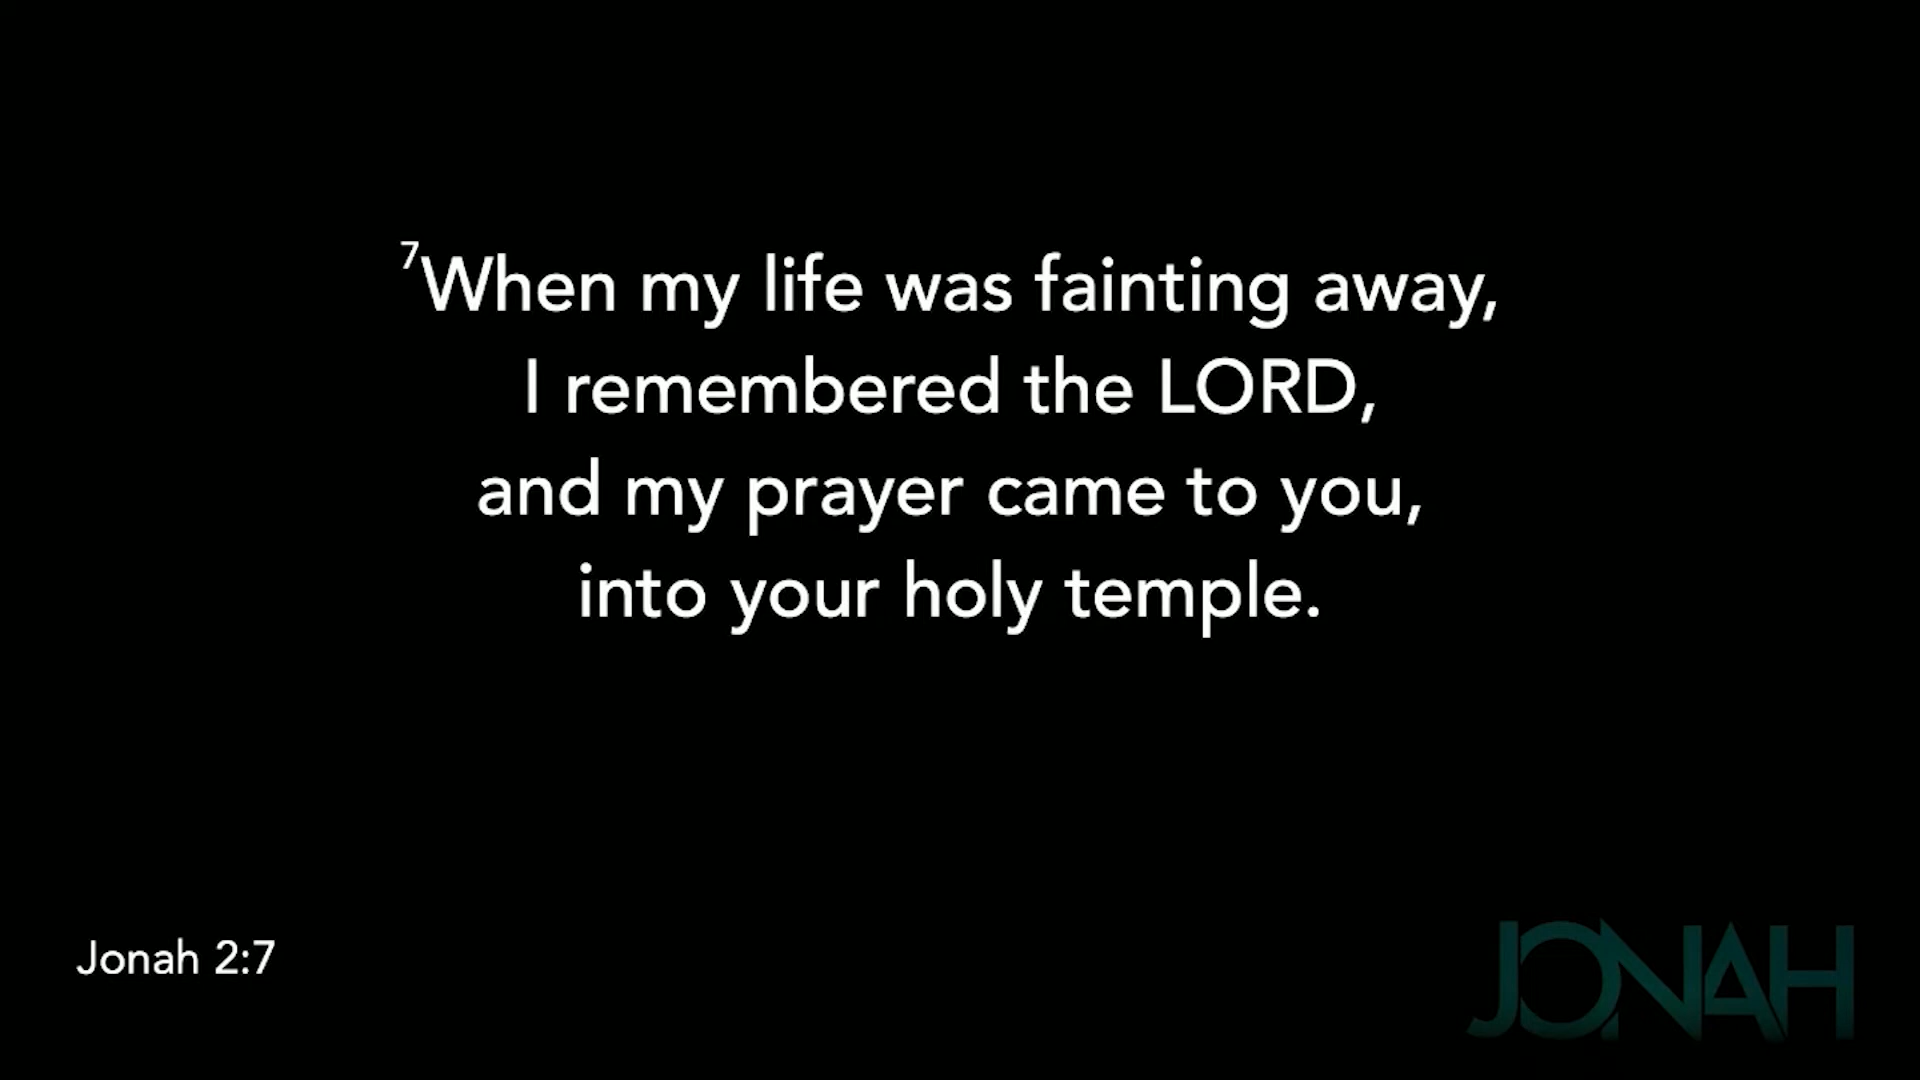 ⁷When my life was fainting away,
I remembered the LORD,
and my prayer came to you,
into your holy temple.
Jonah 2:7
JONAH